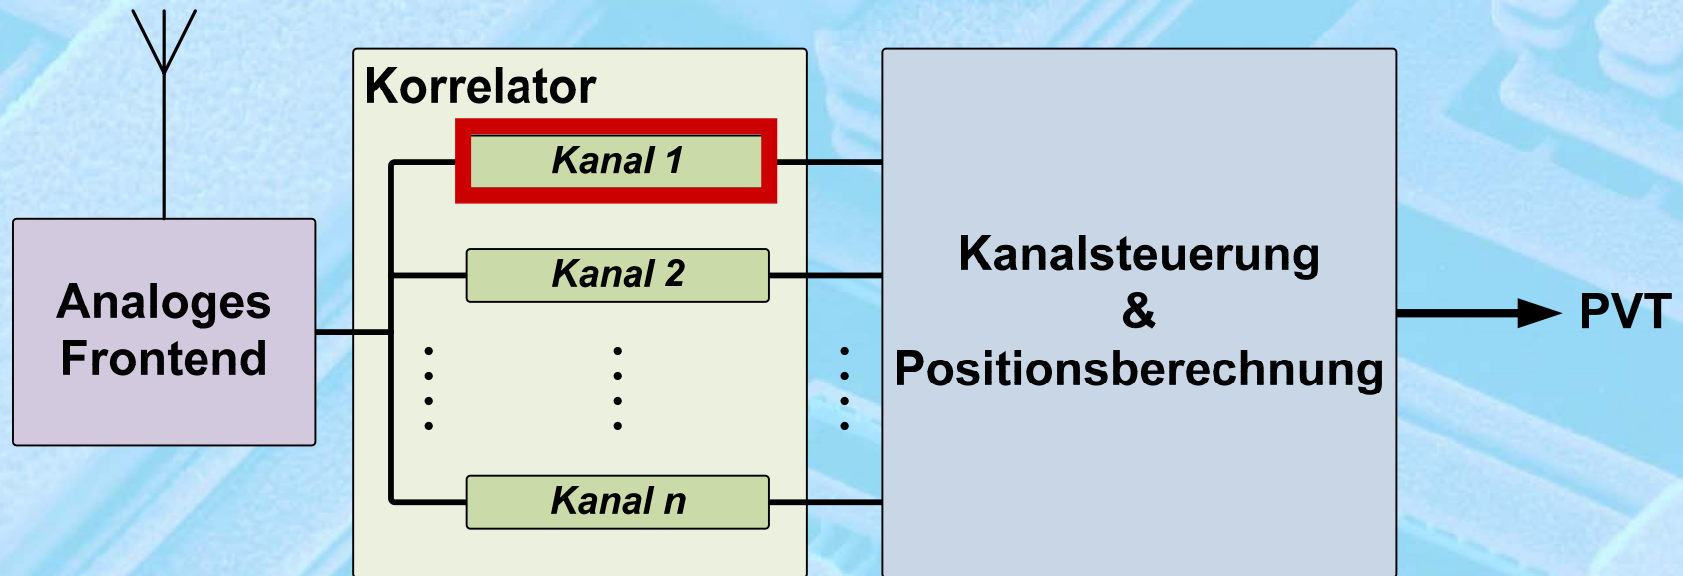 Korrelator
Kanal 1
Kanal 2
Kanal n
Analoges
Frontend
Kanalsteuerung
&
Positionsberechnung
PVT